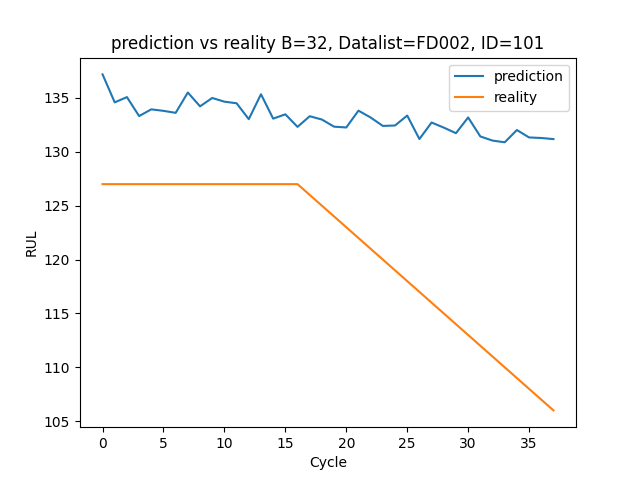 prediction vs reality B=32, Datalist=FD002, ID=101
prediction
reality
RUL
135
130
125
120
115
110
105
0 5 10 15 20 25 30 35
Cycle